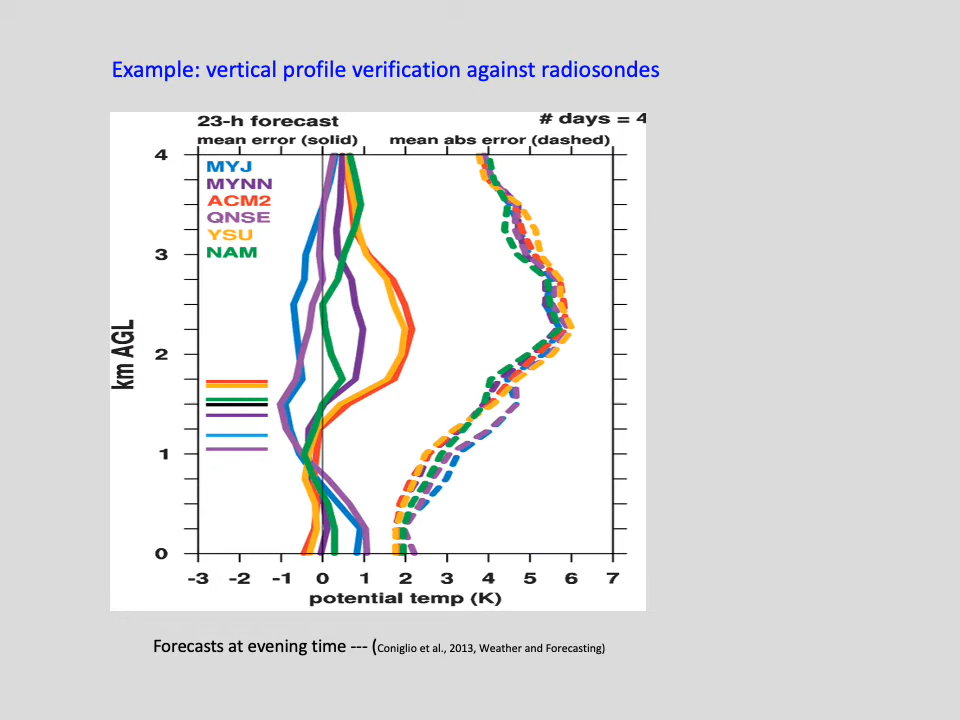 Example: vertical profile verification against radiosondes
23-h forecast # days = 4
mean error (solid) mean abs error (dashed)
MYJ
MYNN
ACM2
QNSE
YSU
NAM
km AGL
4
3
2
1
0
-3 -2 -1 0 1 2 3 4 5 6 7
potential temp (K)
Forecasts at evening time --- (Coniglio et al., 2013, Weather and Forecasting)